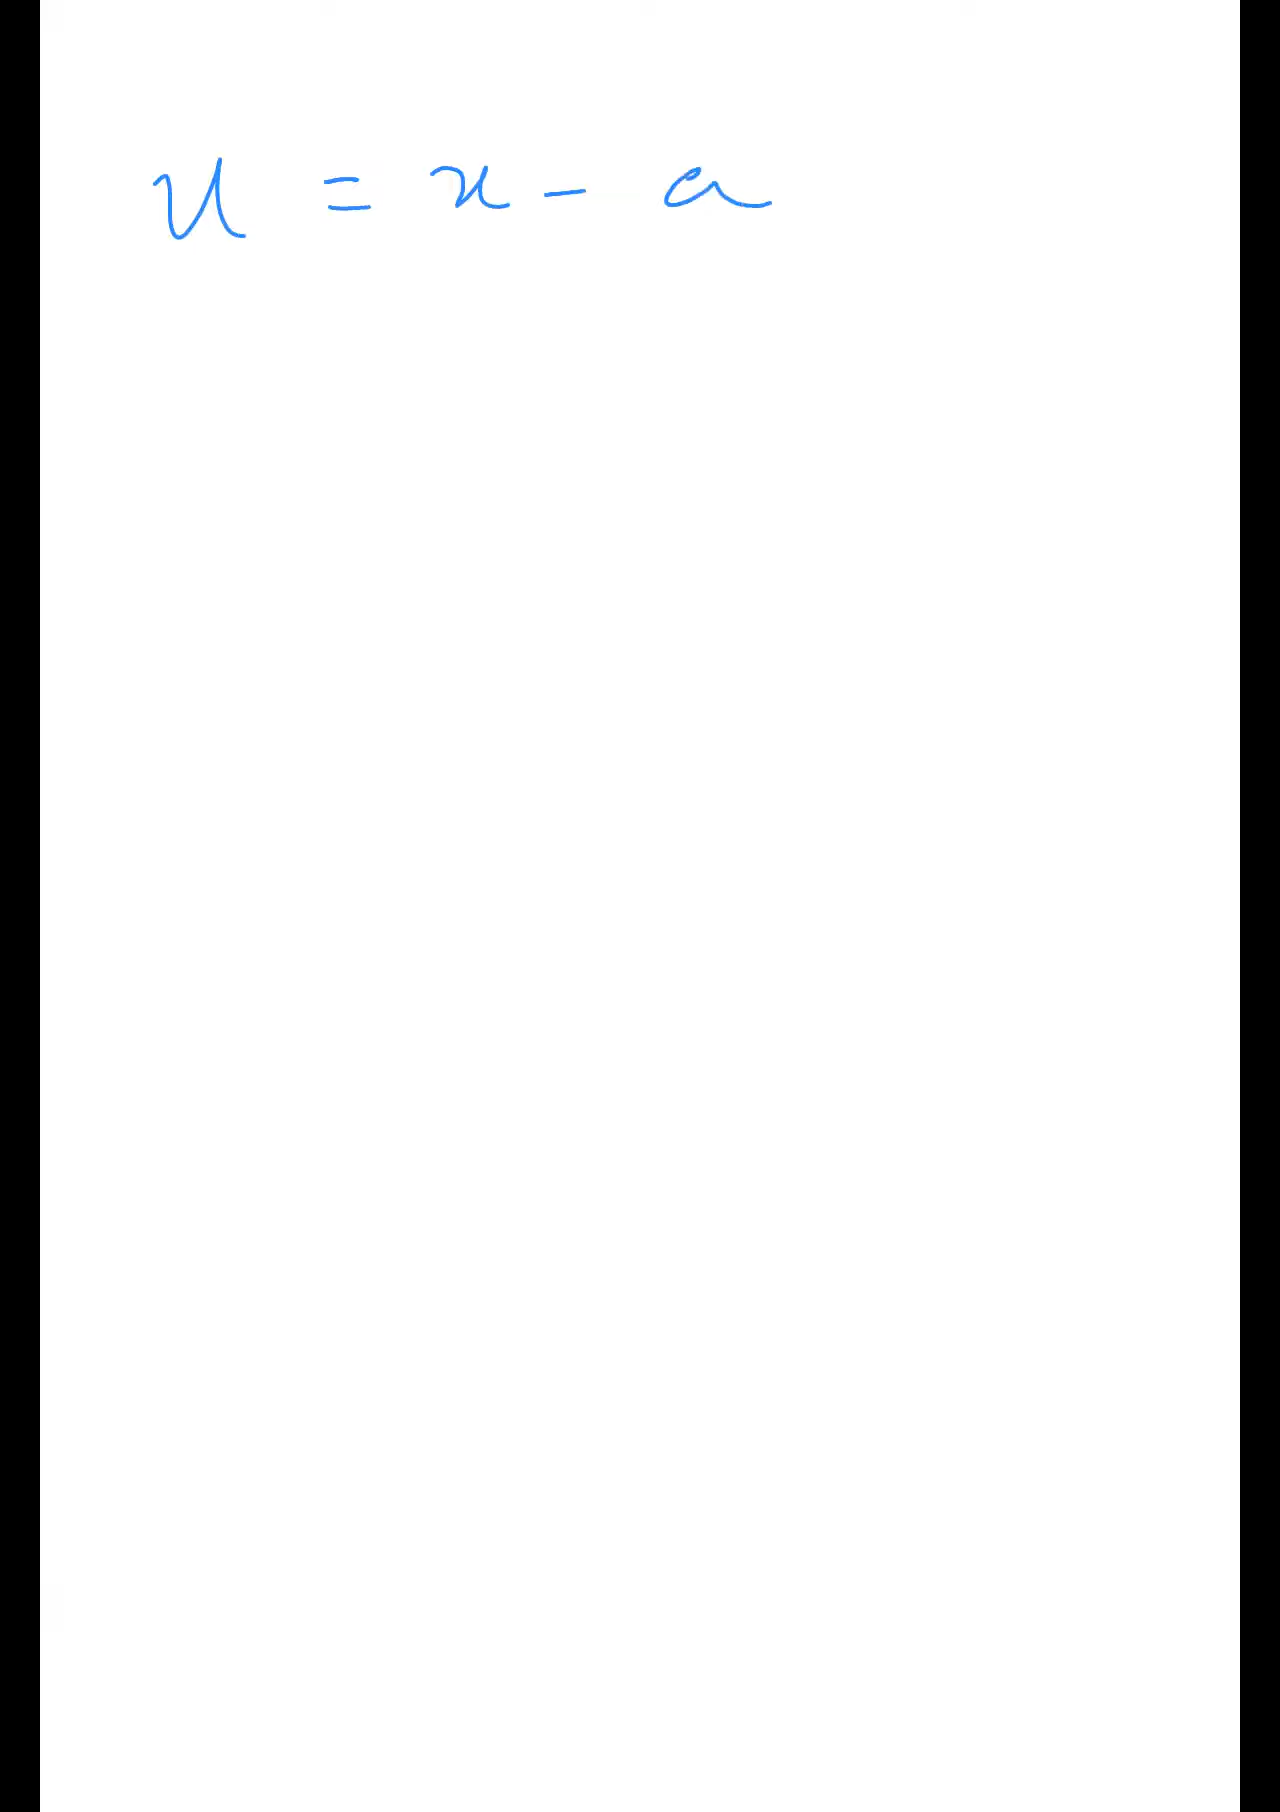 u = x - a